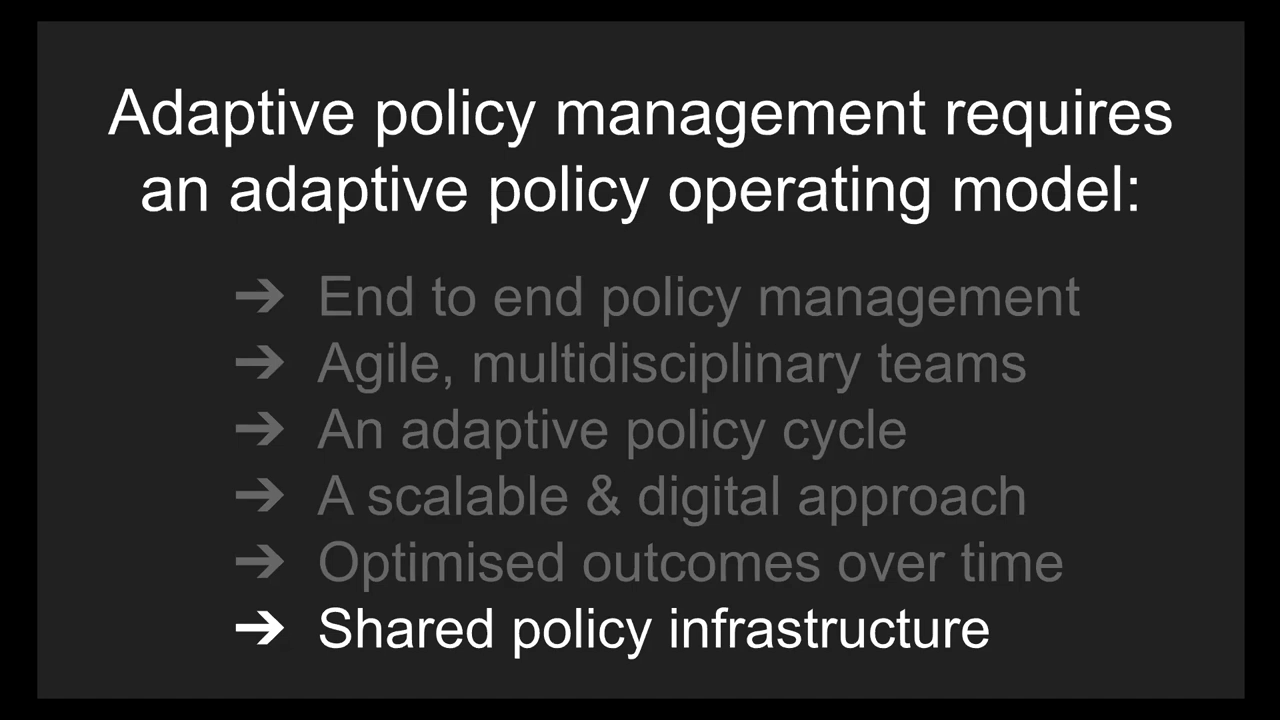 Adaptive policy management requires
an adaptive policy operating model:
➔ End to end policy management
➔ Agile, multidisciplinary teams
➔ An adaptive policy cycle
➔ A scalable & digital approach
➔ Optimised outcomes over time
➔ Shared policy infrastructure